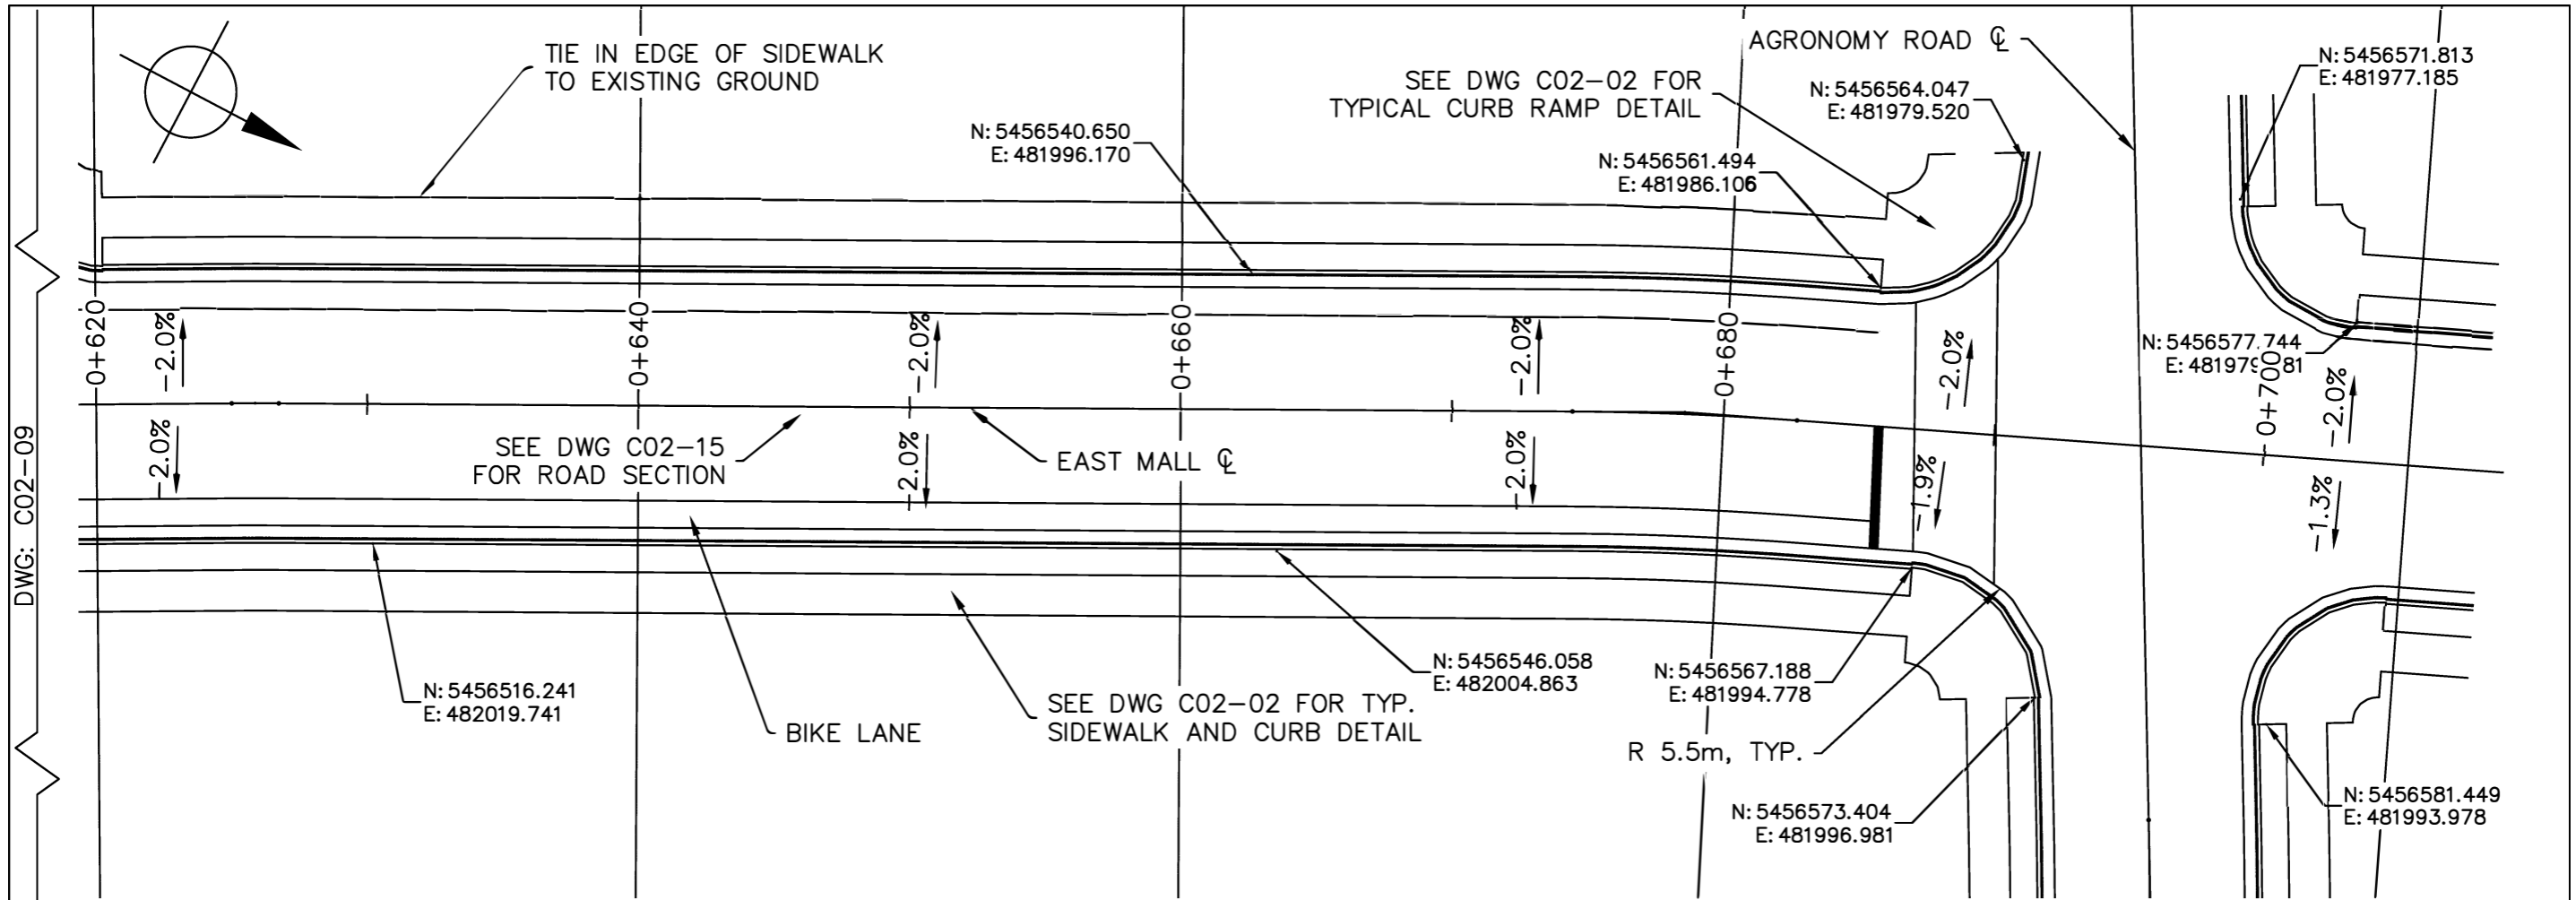 TIE IN EDGE OF SIDEWALK
TO EXISTING GROUND
N: 5456540.650
E: 481996.170
SEE DWG C02-02 FOR
TYPICAL CURB RAMP DETAIL
AGRONOMY ROAD ℄
N: 5456564.047
E: 481979.520
N: 5456561.494
E: 481986.106
N: 5456571.813
E: 481977.185
N: 5456577.744
0+620
-2.0%
0+640
-2.0%
0+660
-2.0%
0+680
-2.0%
0+700
-2.0%
-2.0%
-2.0%
-2.0%
-1.9%
-1.3%
DWG: C02-09
SEE DWG C02-15
FOR ROAD SECTION
EAST MALL ℄
N: 5456516.241
E: 482019.741
BIKE LANE
SEE DWG C02-02 FOR TYP.
SIDEWALK AND CURB DETAIL
N: 5456546.058
E: 482004.863
N: 5456567.188
E: 481994.778
R 5.5m, TYP.
N: 5456573.404
E: 481996.981
N: 5456581.449
E: 481993.978